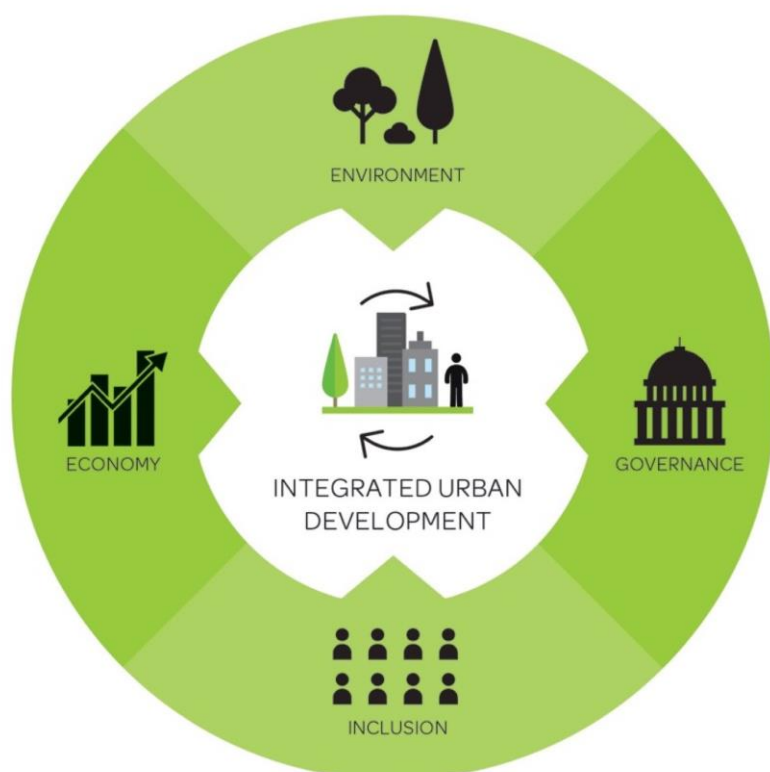 ENVIRONMENT
ECONOMY
GOVERNANCE
INTEGRATED URBAN
DEVELOPMENT
INCLUSION